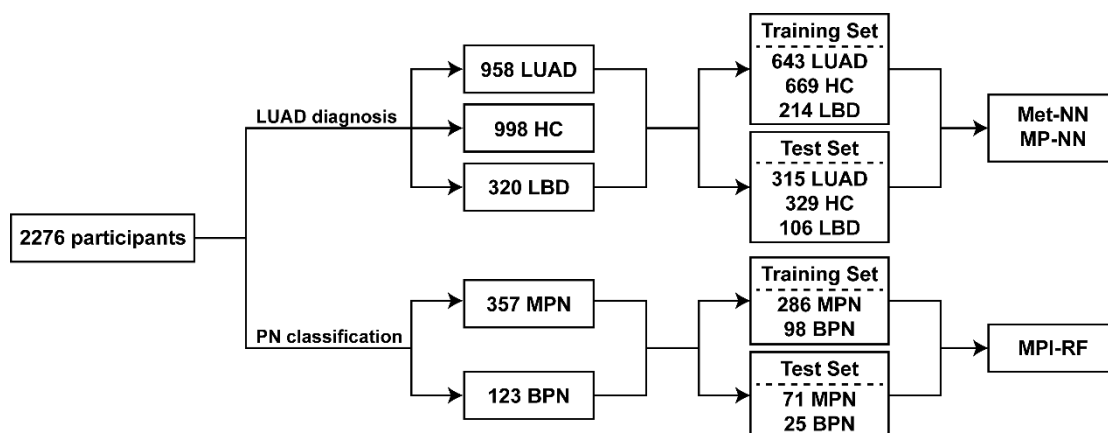 2276 participants
LUAD diagnosis
958 LUAD
998 HC
320 LBD
Training Set
643 LUAD
669 HC
214 LBD
Test Set
315 LUAD
329 HC
106 LBD
Met-NN
MP-NN
PN classification
357 MPN
123 BPN
Training Set
286 MPN
98 BPN
Test Set
71 MPN
25 BPN
MPI-RF